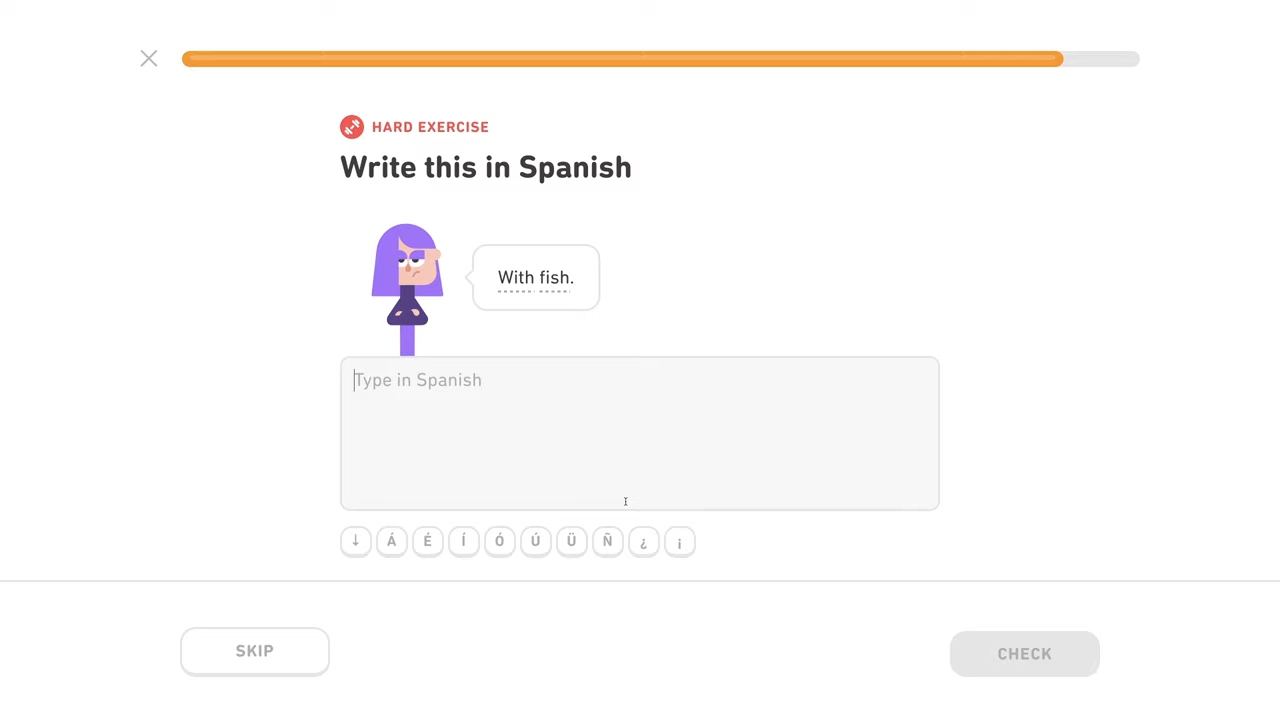 HARD EXERCISE
Write this in Spanish
With fish.
Type in Spanish
↓ Á É Í Ó Ú Ü Ñ ¿ ¡
SKIP
CHECK